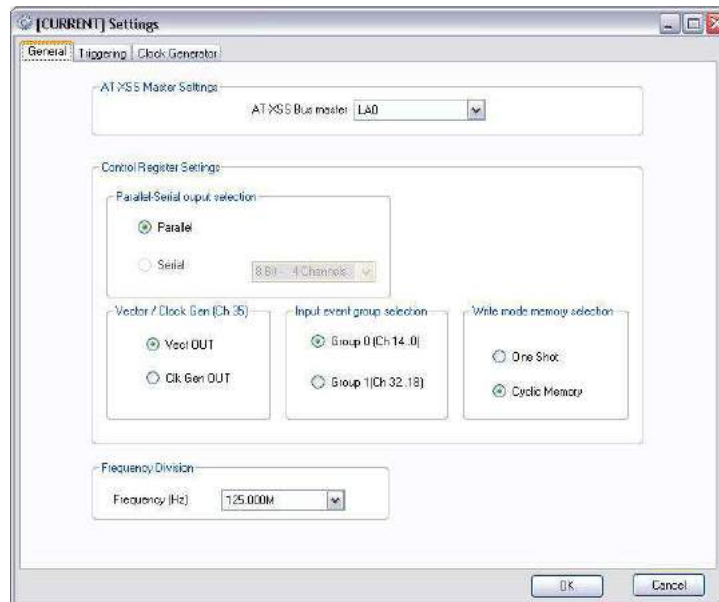 [CURRENT] Settings
General Triggering Clock Generator
ATXSS Master Settings
ATXSS Bus master LA0
Control Register Settings
Parallel-Serial ouput selection
Parallel
Serial 8 Bit - 4 Channels
Vector / Clock Gen (Ch 35)
Vect OUT
Clk Gen OUT
Input event group selection
Group 0(Ch 14..0)
Group 1(Ch 32..18)
Write mode memory selection
One Shot
Cyclic Memory
Frequency Division
Frequency (Hz) 125.000M
OK Cancel